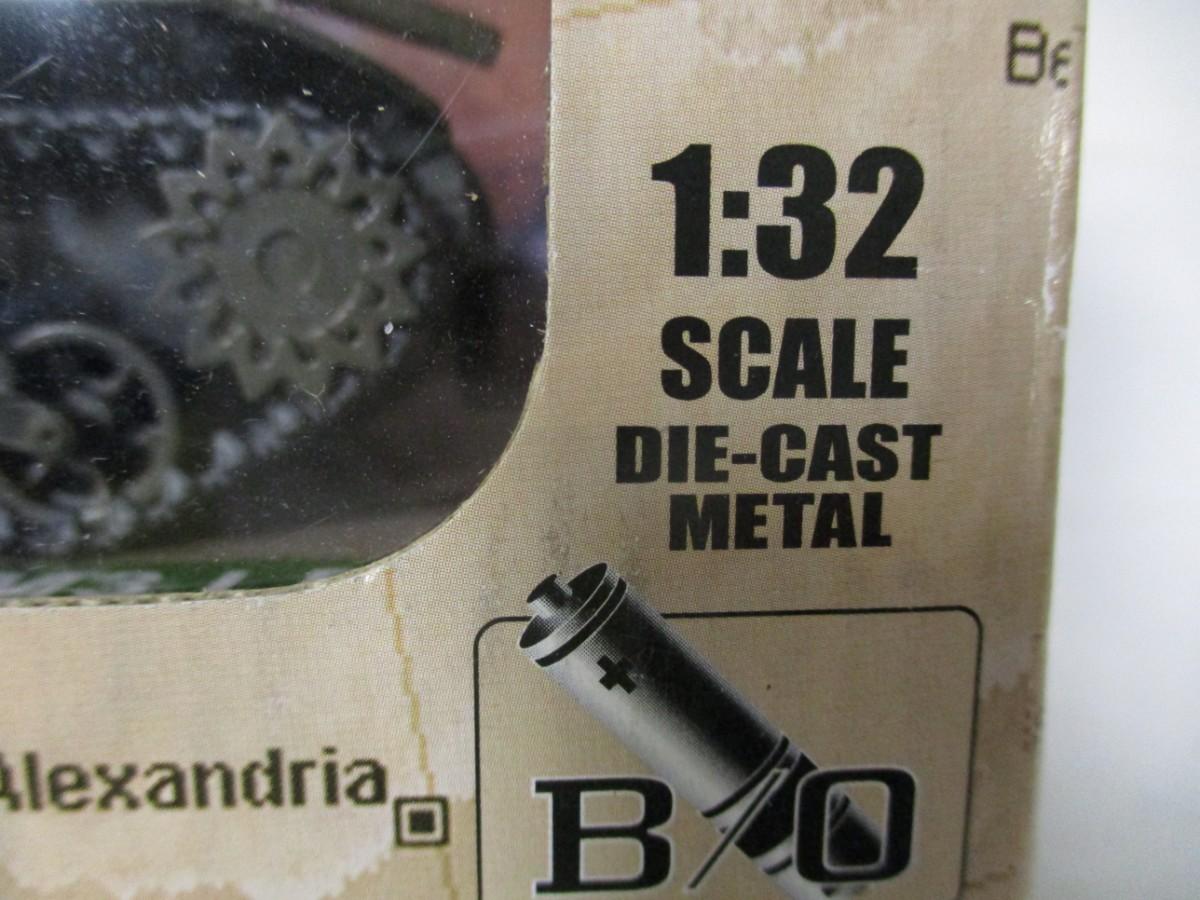 1:32
SCALE
DIE-CAST
METAL
Alexandria
B/O